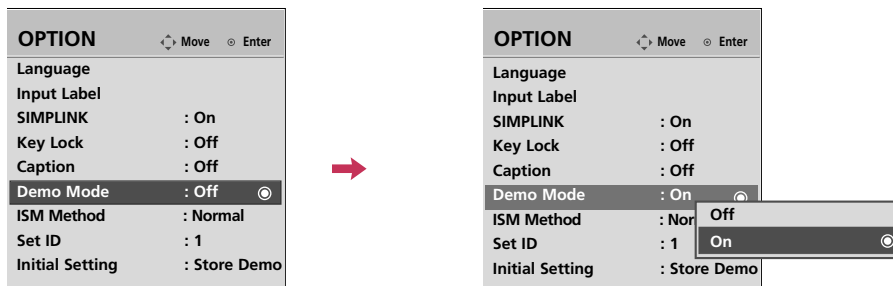 OPTION Move Enter
Language
Input Label
SIMPLINK : On
Key Lock : Off
Caption : Off
Demo Mode : Off
ISM Method : Normal
Set ID : 1
Initial Setting : Store Demo
OPTION Move Enter
Language
Input Label
SIMPLINK : On
Key Lock : Off
Caption : Off
Demo Mode : On
ISM Method : Nor
Set ID : 1
Initial Setting : Store Demo
Off
On